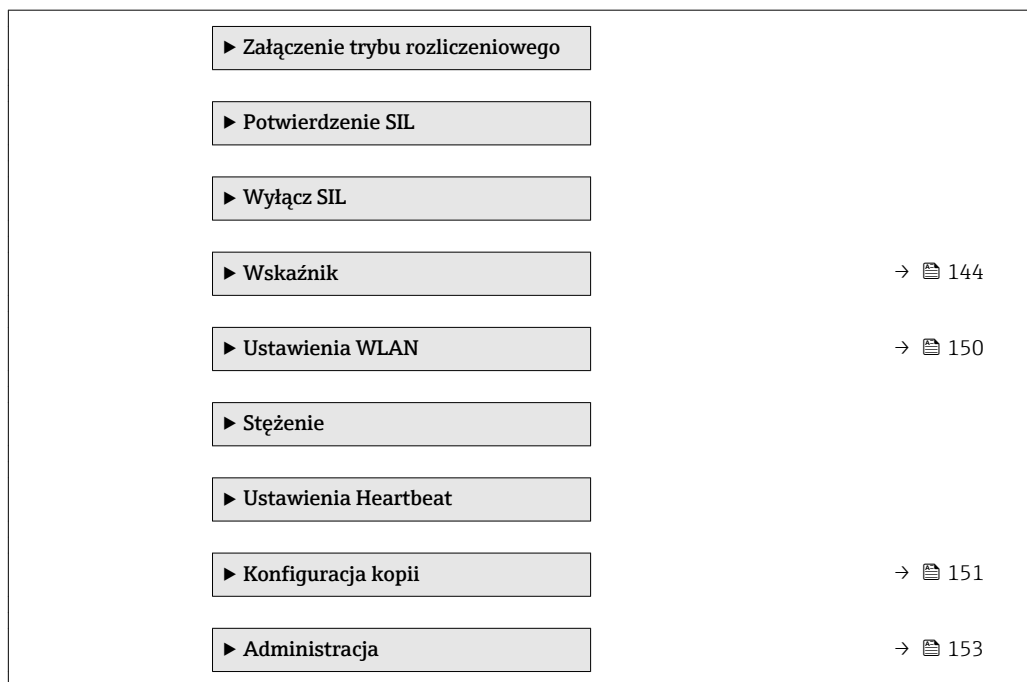 ▶ Załączenie trybu rozliczeniowego
▶ Potwierdzenie SIL
▶ Wyłącz SIL
▶ Wskaźnik → 144
▶ Ustawienia WLAN → 150
▶ Stężenie
▶ Ustawienia Heartbeat
▶ Konfiguracja kopii → 151
▶ Administracja → 153